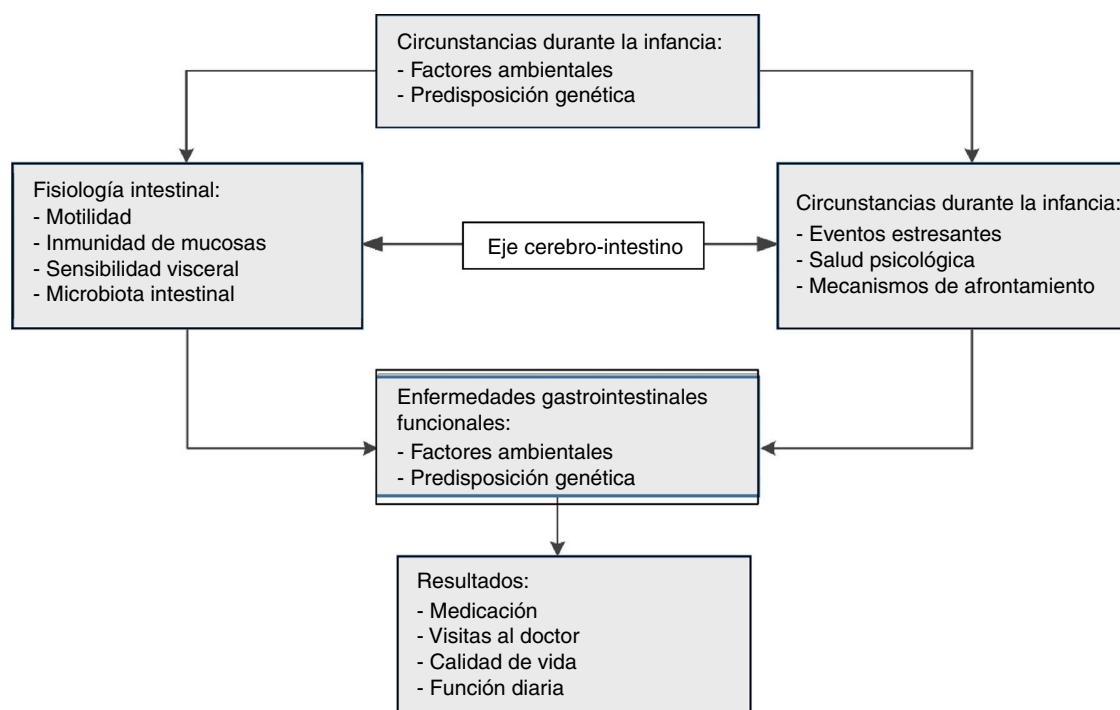 Circunstancias durante la infancia:
- Factores ambientales
- Predisposición genética
Fisiología intestinal:
- Motilidad
- Inmunidad de mucosas
- Sensibilidad visceral
- Microbiota intestinal
Eje cerebro-intestino
Circunstancias durante la infancia:
- Eventos estresantes
- Salud psicológica
- Mecanismos de afrontamiento
Enfermedades gastrointestinales
funcionales:
- Factores ambientales
- Predisposición genética
Resultados:
- Medicación
- Visitas al doctor
- Calidad de vida
- Función diaria